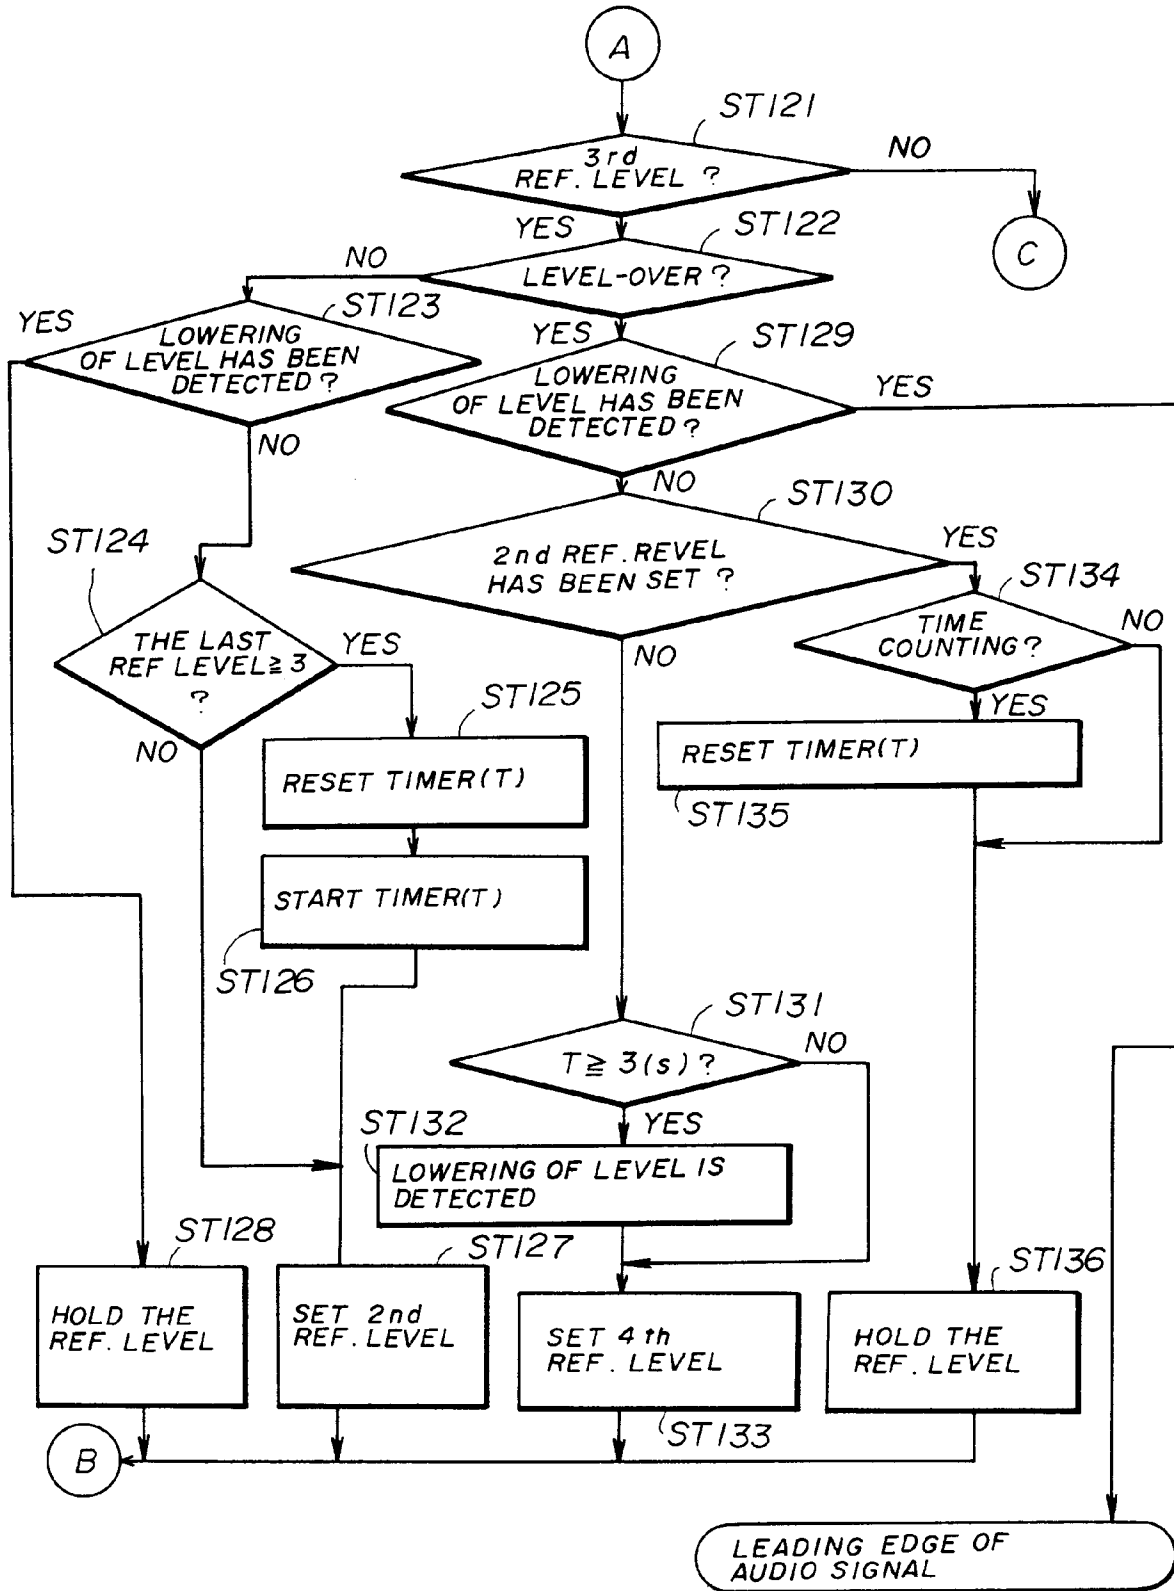 A
ST121
3rd
REF. LEVEL ?
NO
C
YES
ST122
LEVEL-OVER ?
NO
ST123
YES
LOWERING
OF LEVEL HAS BEEN
DETECTED ?
NO
YES
ST129
LOWERING
OF LEVEL HAS BEEN
DETECTED ?
YES
NO
ST130
2nd REF. REVEL
HAS BEEN SET ?
YES
NO
ST134
TIME
COUNTING ?
NO
YES
ST124
THE LAST
REF LEVEL ≧ 3
?
YES
NO
ST125
RESET TIMER(T)
RESET TIMER(T)
ST135
START TIMER(T)
ST126
ST131
T ≧ 3 (s) ?
NO
YES
ST132
LOWERING OF LEVEL IS
DETECTED
ST128
HOLD THE
REF. LEVEL
ST127
SET 2nd
REF. LEVEL
SET 4th
REF. LEVEL
ST133
ST136
HOLD THE
REF. LEVEL
B
LEADING EDGE OF
AUDIO SIGNAL